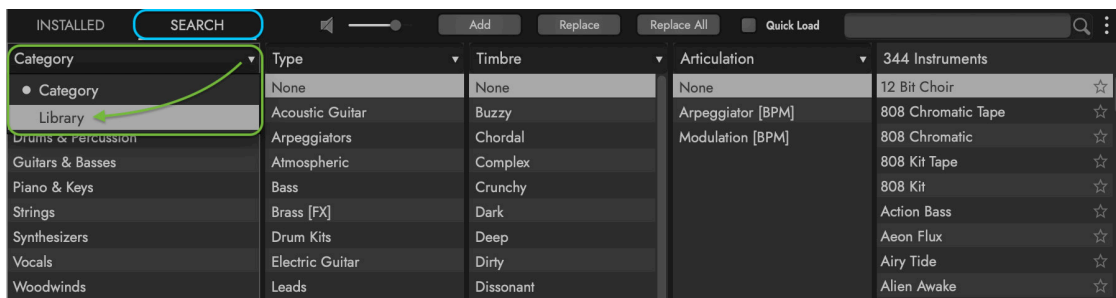 INSTALLED SEARCH Add Replace Replace All Quick Load
Category Type Timbre Articulation 344 Instruments
Category None None None 12 Bit Choir
Library Acoustic Guitar Buzzy Arpeggiator [BPM] 808 Chromatic Tape
Drums & Percussion Arpeggiators Chordal Modulation [BPM] 808 Chromatic
Guitars & Basses Atmospheric Complex 808 Kit Tape
Piano & Keys Bass Crunchy 808 Kit
Strings Brass [FX] Dark Action Bass
Synthesizers Drum Kits Deep Aeon Flux
Vocals Electric Guitar Dirty Airy Tide
Woodwinds Leads Dissonant Alien Awake